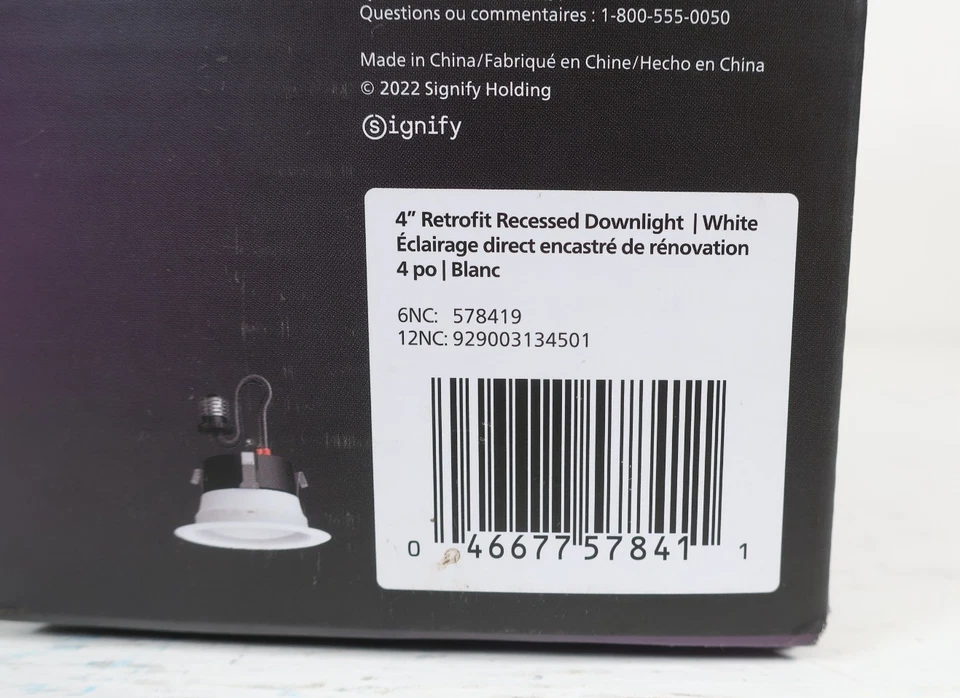 Questions ou commentaires : 1-800-555-0050
Made in China/Fabriqué en Chine/Hecho en China
© 2022 Signify Holding
Signify
4” Retrofit Recessed Downlight | White
Éclairage direct encastré de rénovation
4 po | Blanc
6NC: 578419
12NC: 929003134501
0 46677 57841 1